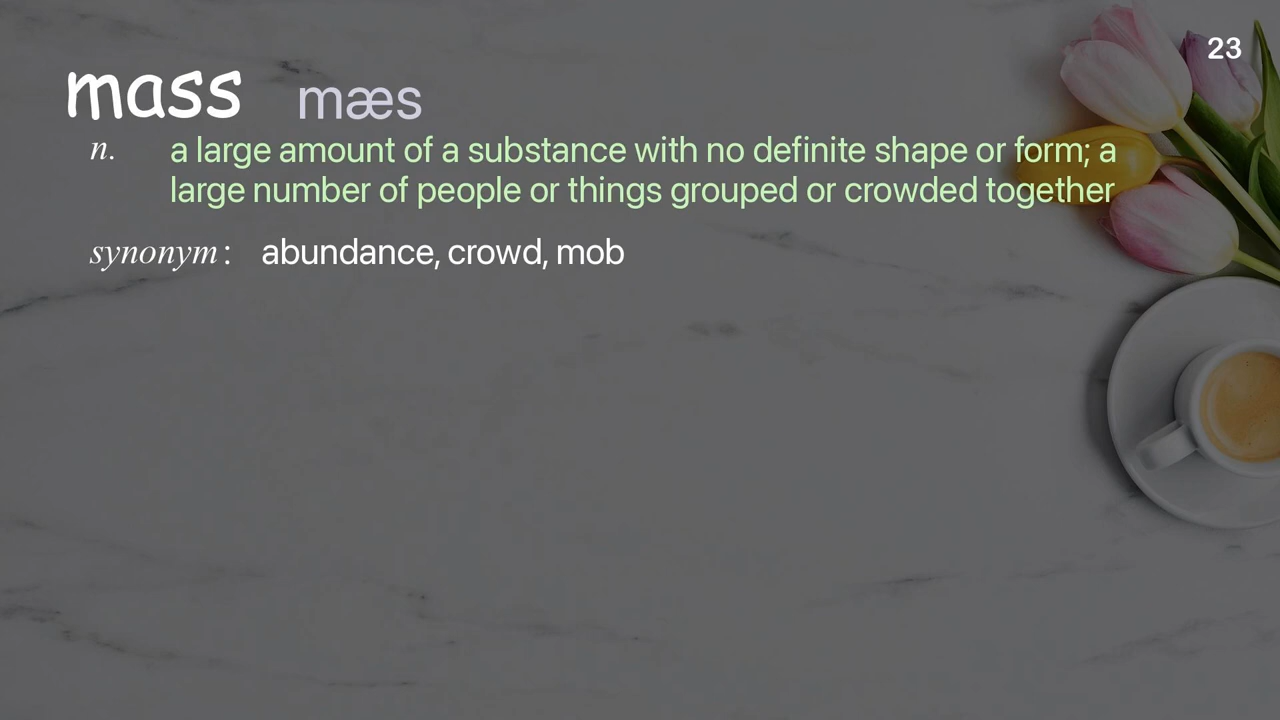 23
mass mæs
n. a large amount of a substance with no definite shape or form; a
large number of people or things grouped or crowded together
synonym: abundance, crowd, mob